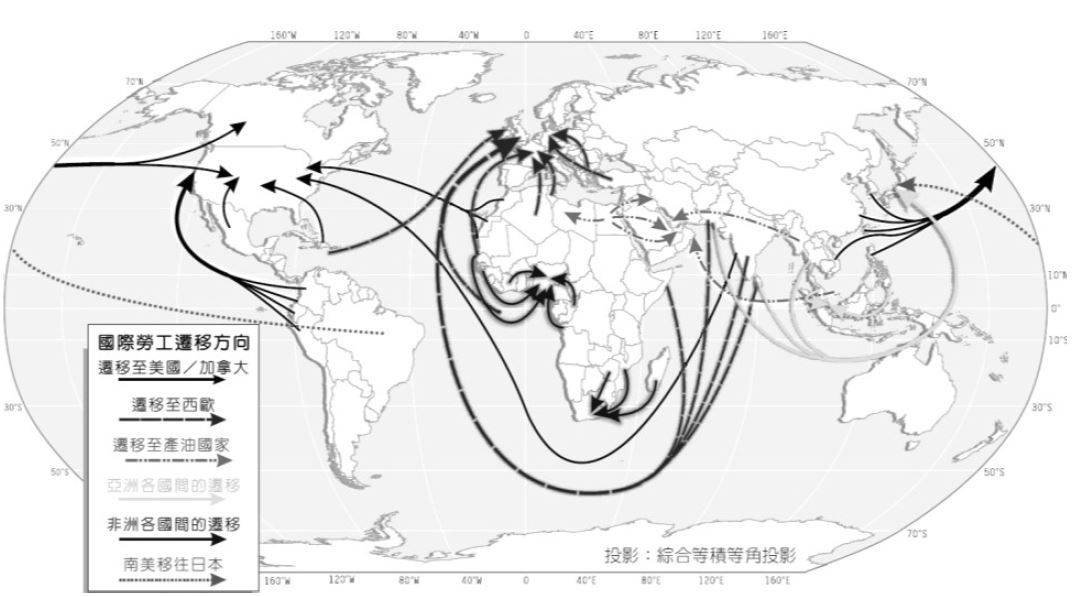 160°W 120°W 80°W 40°W 0 40°E 80°E 120°E 160°E
70°N 70°N
50°N 50°N
30°N 30°N
10°N
0°
10°S
30°S 30°S
50°S 50°S
70°S
國際勞工遷移方向
遷移至美國／加拿大
遷移至西歐
遷移至產油國家
亞洲各國間的遷移
非洲各國間的遷移
南美移往日本
投影：綜合等積等角投影
160°W 120°W 80°W 40°W 0 40°E 80°E 120°E 160°E